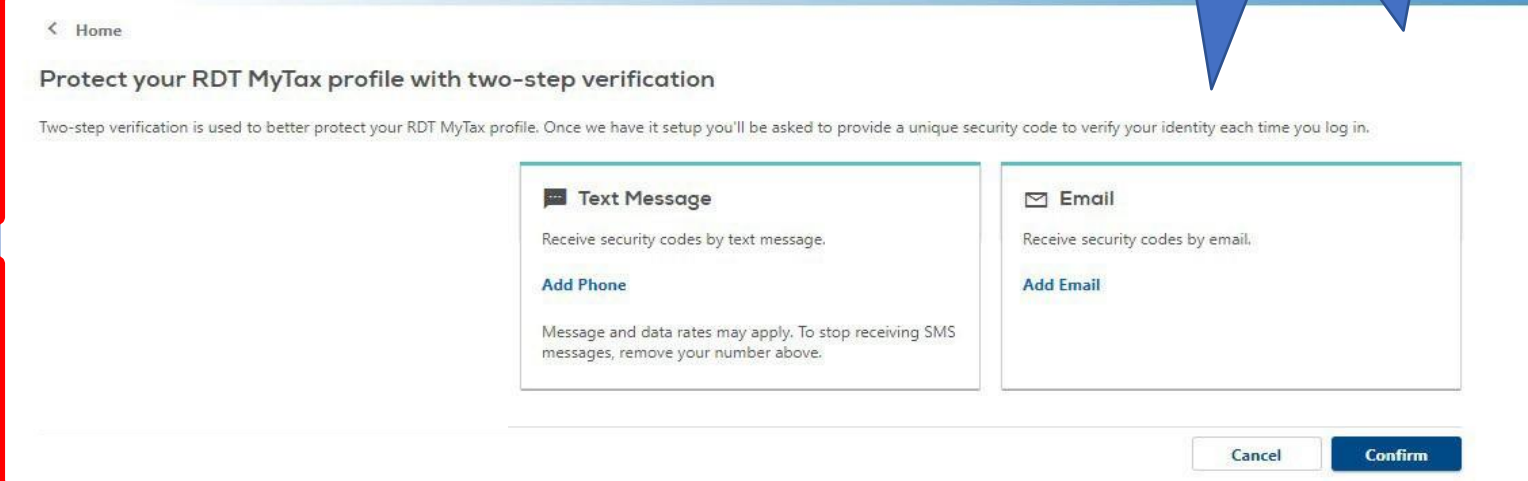 Home
Protect your RDT MyTax profile with two-step verification
Two-step verification is used to better protect your RDT MyTax profile. Once we have it setup you'll be asked to provide a unique security code to verify your identity each time you log in.
Text Message
Receive security codes by text message.
Add Phone
Message and data rates may apply. To stop receiving SMS
messages, remove your number above.
Email
Receive security codes by email.
Add Email
Cancel
Confirm